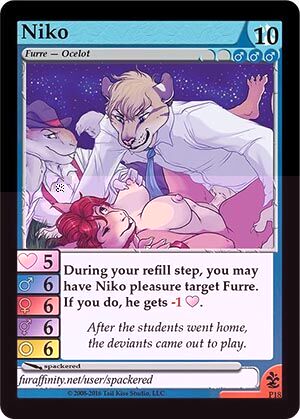 Niko
10
Furre — Ocelot
5
6
6
6
6
During your refill step, you may
have Niko pleasure target Furre.
If you do, he gets -1 ♡.
After the students went home,
the deviants came out to play.
spackered
furaffinity.net/user/spackered
© 2008-2016 Tail Kiss Studio, LLC
P18